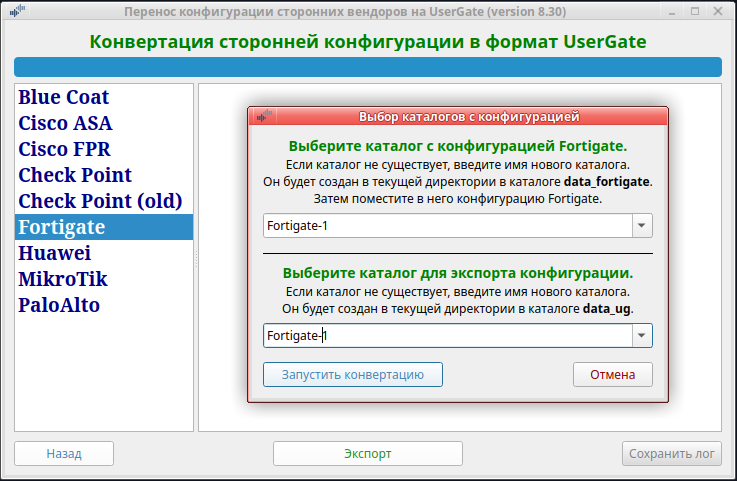 Перенос конфигурации сторонних вендоров на UserGate (version 8.30)
Конвертация сторонней конфигурации в формат UserGate
Blue Coat
Cisco ASA
Cisco FPR
Check Point
Check Point (old)
Fortigate
Huawei
MikroTik
PaloAlto
Выбор каталогов с конфигурацией
Выберите каталог с конфигурацией Fortigate.
Если каталог не существует, введите имя нового каталога.
Он будет создан в текущей директории в каталоге data_fortigate.
Затем поместите в него конфигурацию Fortigate.
Fortigate-1
Выберите каталог для экспорта конфигурации.
Если каталог не существует, введите имя нового каталога.
Он будет создан в текущей директории в каталоге data_ug.
Fortigate-1
Запустить конвертацию
Отмена
Назад
Экспорт
Сохранить лог